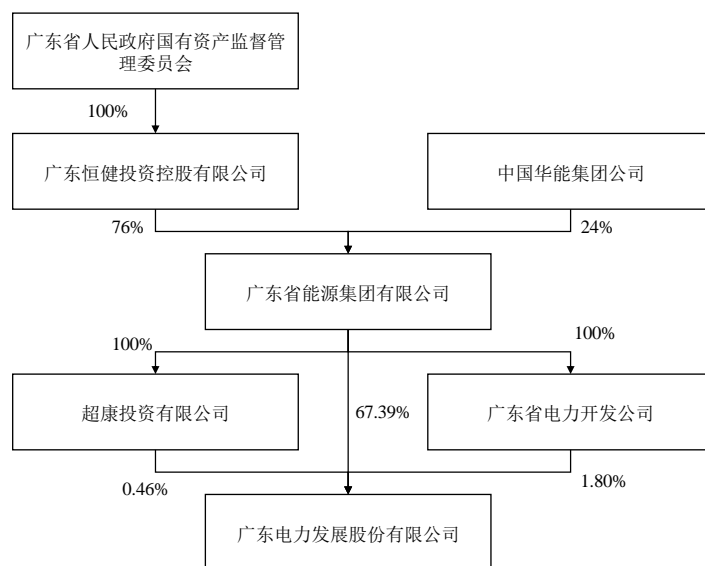 广东省人民政府国有资产监督管
理委员会
100%
广东恒健投资控股有限公司
中国华能集团公司
76%
24%
广东省能源集团有限公司
100%
100%
超康投资有限公司
67.39%
广东省电力开发公司
0.46%
1.80%
广东电力发展股份有限公司